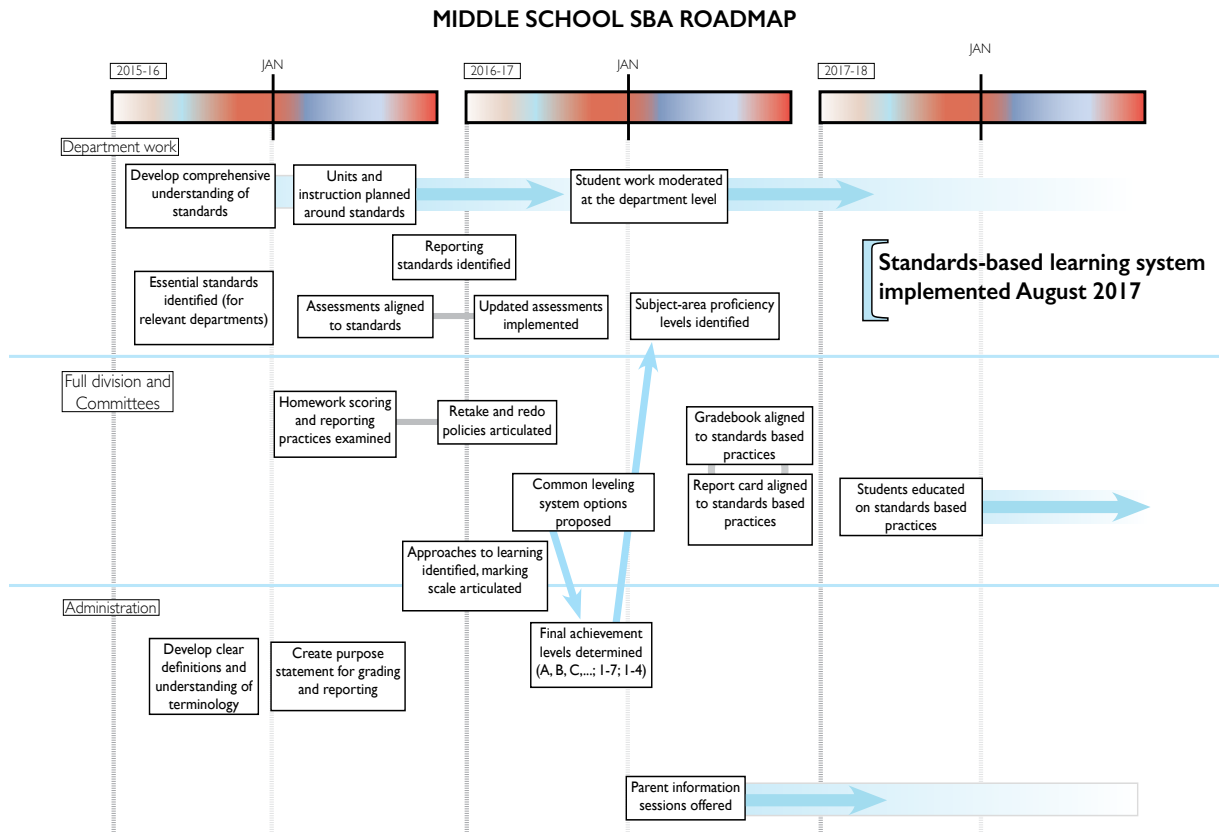 MIDDLE SCHOOL SBA ROADMAP
2015-16
JAN
2016-17
JAN
2017-18
JAN
Department work
Develop comprehensive
understanding of
standards
Units and
instruction planned
around standards
Student work moderated
at the department level
Reporting
standards identified
Standards-based learning system
implemented August 2017
Essential standards
identified (for
relevant departments)
Assessments aligned
to standards
Updated assessments
implemented
Subject-area proficiency
levels identified
Full division and
Committees
Homework scoring
and reporting
practices examined
Retake and redo
policies articulated
Gradebook aligned
to standards based
practices
Common leveling
system options
proposed
Report card aligned
to standards based
practices
Students educated
on standards based
practices
Approaches to learning
identified, marking
scale articulated
Administration
Develop clear
definitions and
understanding of
terminology
Create purpose
statement for grading
and reporting
Final achievement
levels determined
(A, B, C,...; 1-7; 1-4)
Parent information
sessions offered